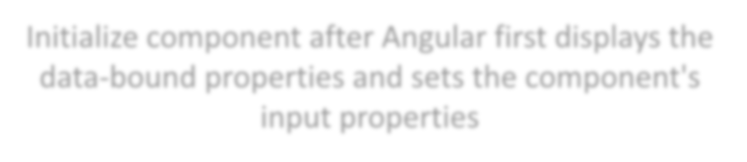 Initialize component after Angular first displays the
data-bound properties and sets the component's
input properties